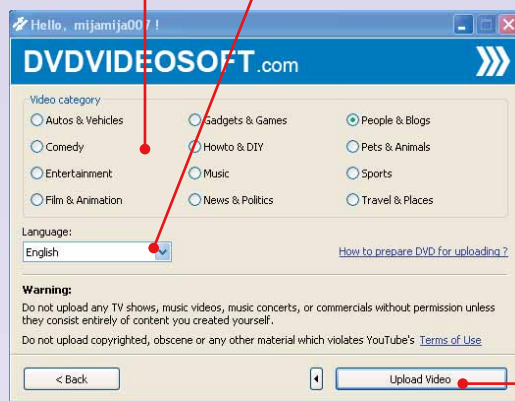 Hello, mijamija007 !
DVDVIDEOSOFT.com
Video category
Autos & Vehicles
Gadgets & Games
People & Blogs
Comedy
Howto & DIY
Pets & Animals
Entertainment
Music
Sports
Film & Animation
News & Politics
Travel & Places
Language:
English
How to prepare DVD for uploading ?
Warning:
Do not upload any TV shows, music videos, music concerts, or commercials without permission unless
they consist entirely of content you created yourself.
Do not upload copyrighted, obscene or any other material which violates YouTube's Terms of Use
< Back
Upload Video